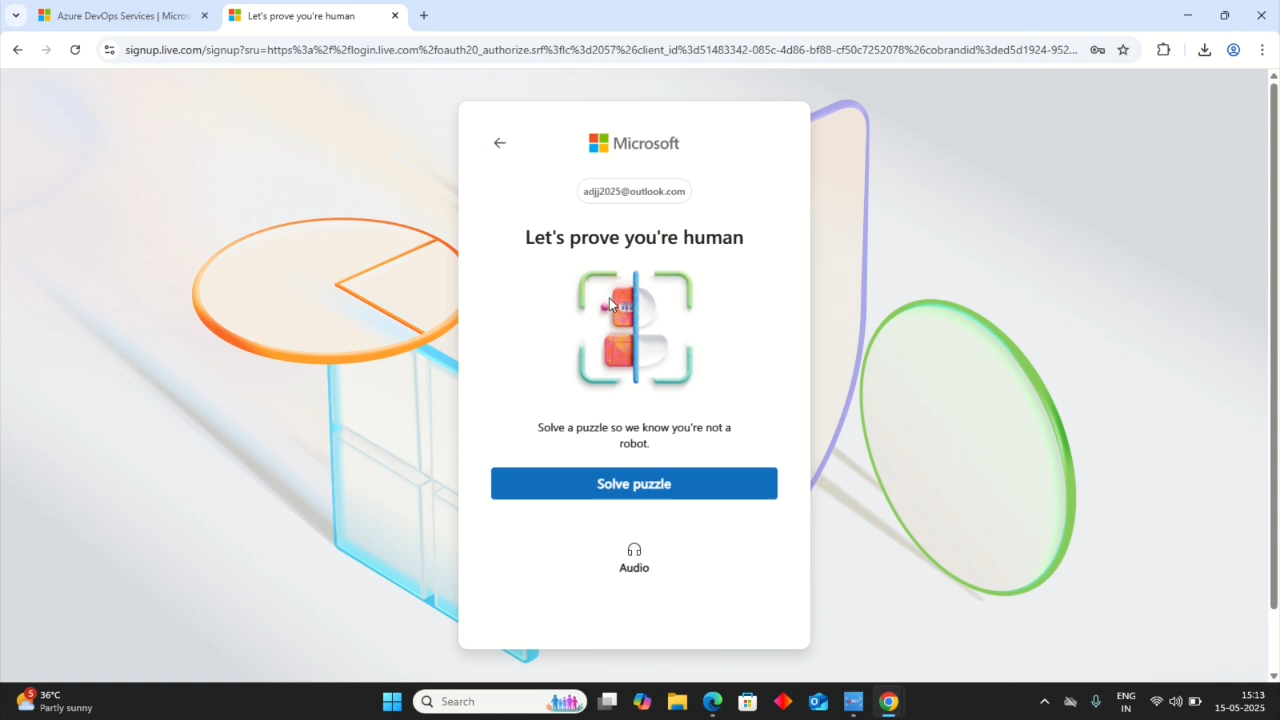 Azure DevOps Services | Micros
Let's prove you're human
signup.live.com/signup?sru=https%3a%2f%2flogin.live.com%2foauth20_authorize.srf%3flc%3d2057%26client_id%3d51483342-085c-4d86-bf88-cf50c7252078%26cobrandid%3ded5d1924-952...
Microsoft
adjj2025@outlook.com
Let's prove you're human
Solve a puzzle so we know you're not a
robot.
Solve puzzle
Audio
5
36°C
Partly sunny
Search
ENG
IN
15:13
15-05-2025